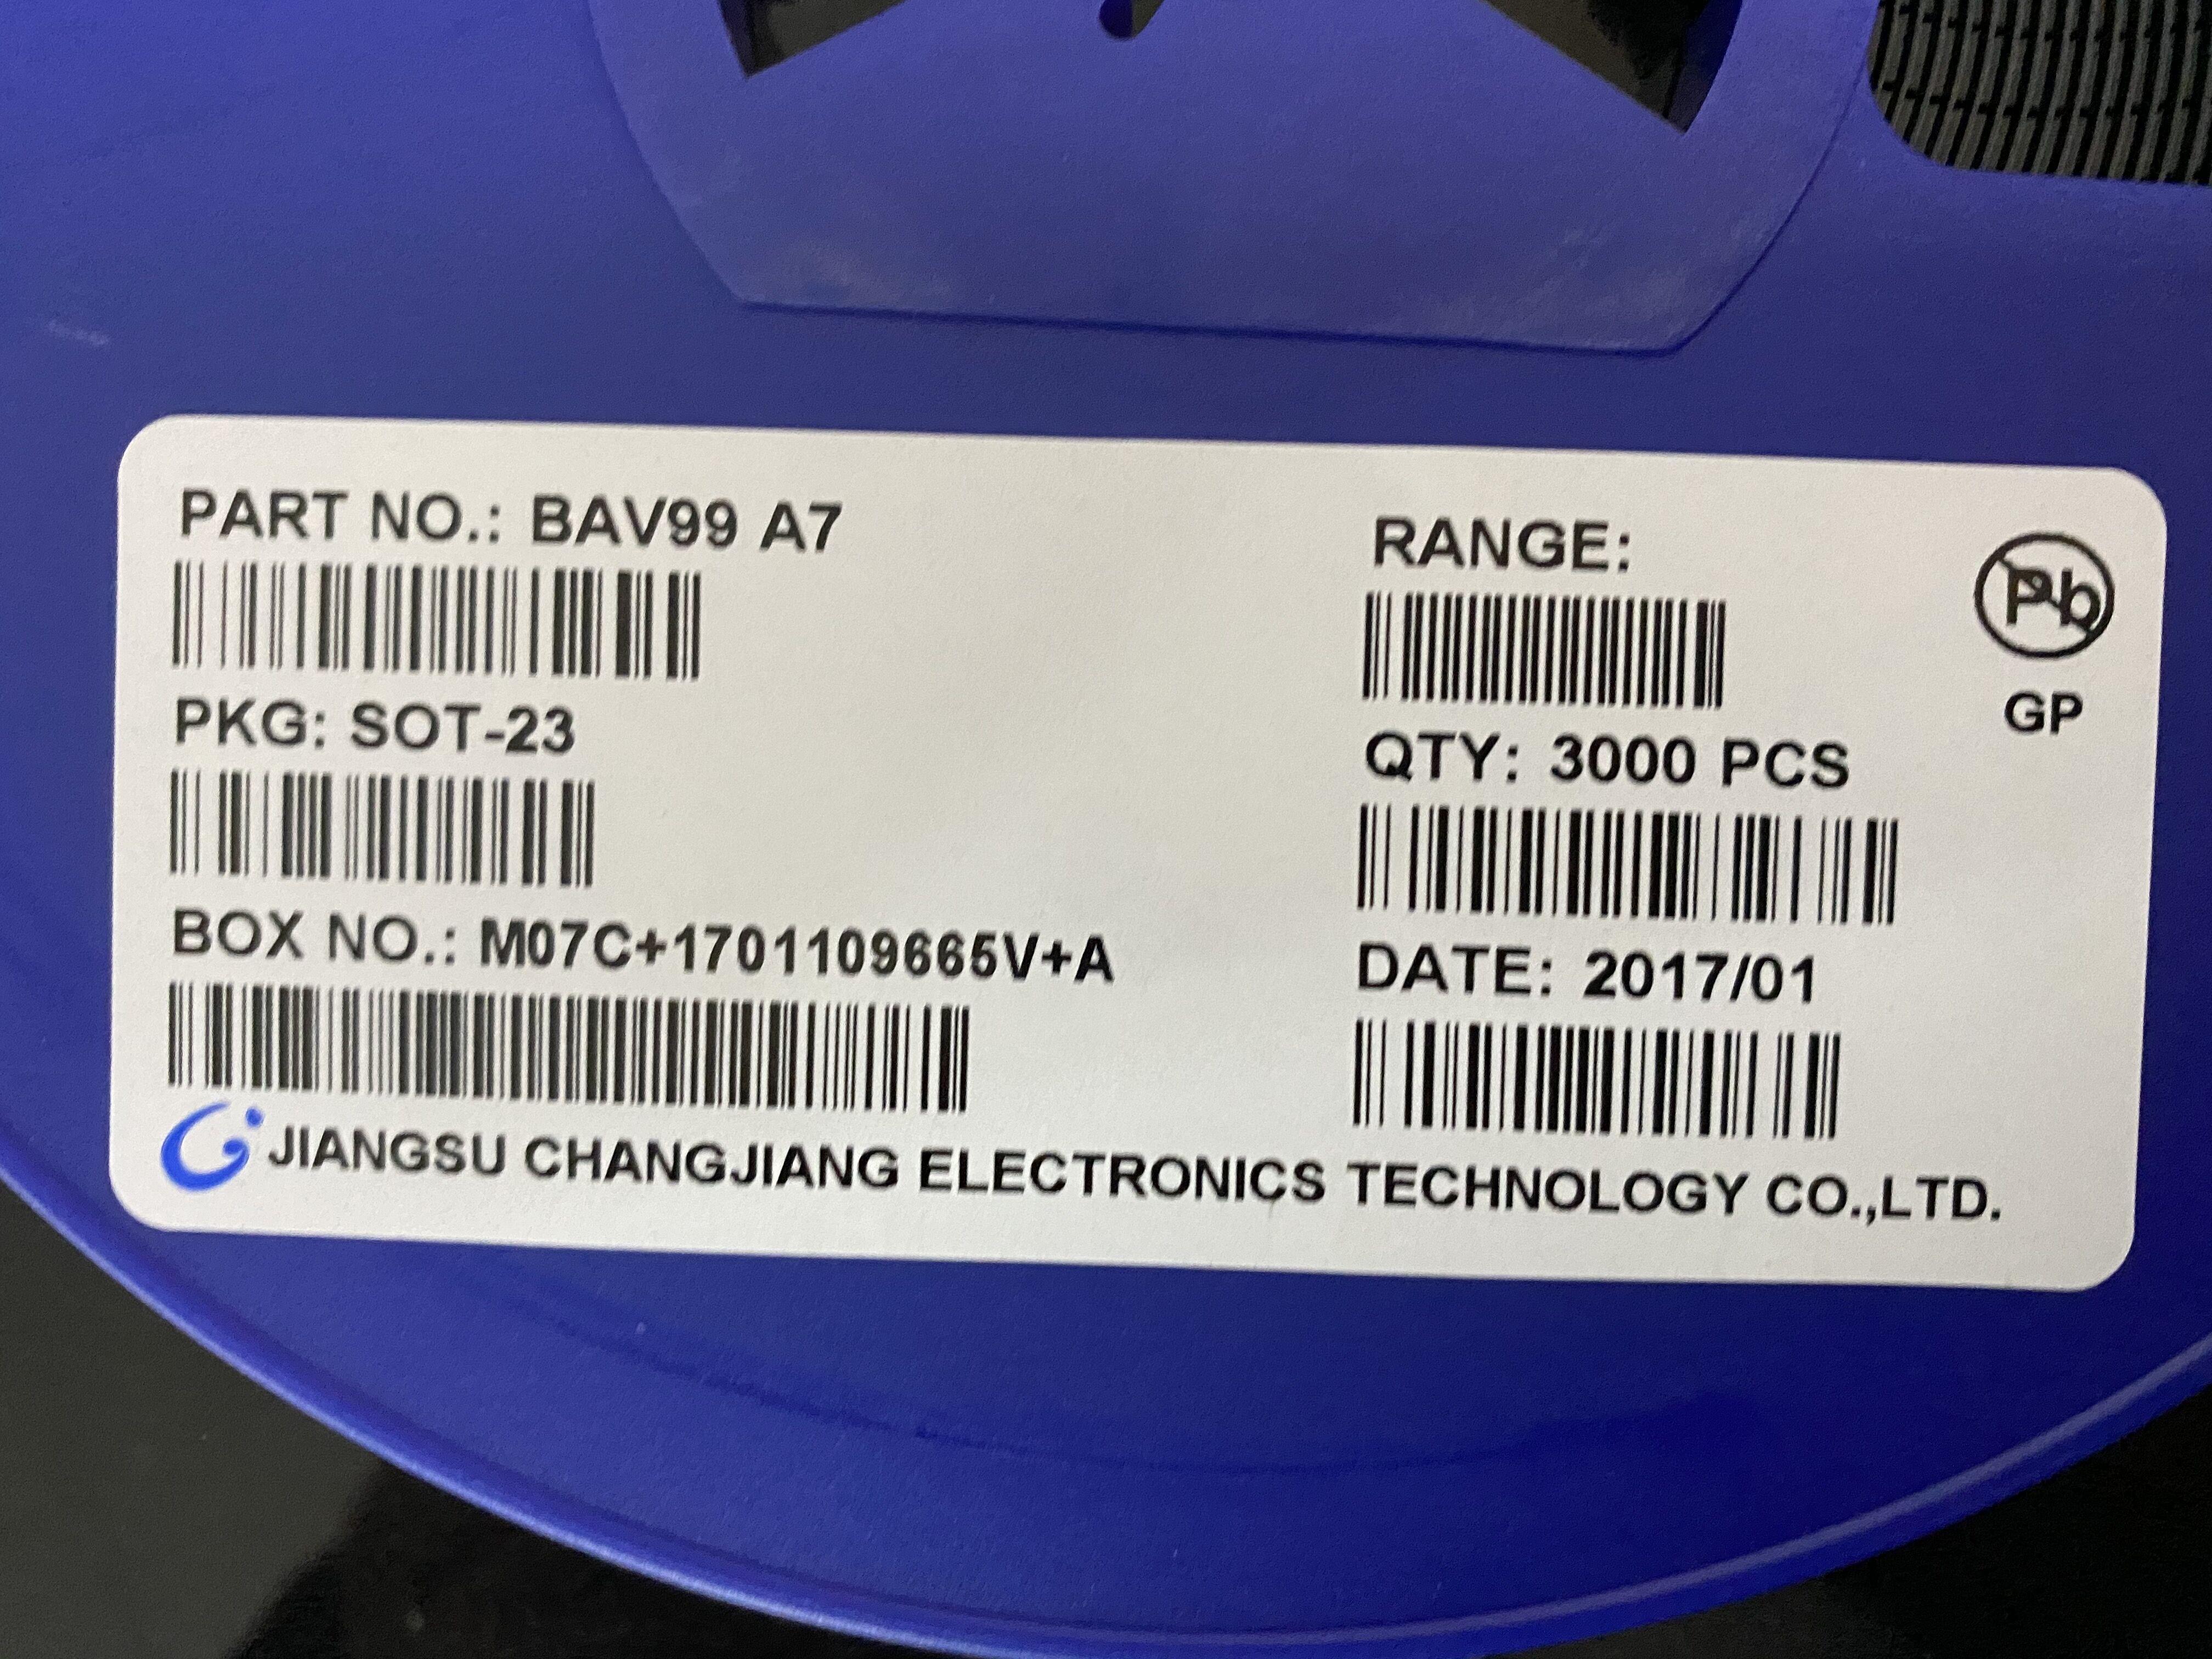 PART NO.: BAV99 A7
PKG: SOT-23
BOX NO.: M07C+1701109665V+A
RANGE:
QTY: 3000 PCS
DATE: 2017/01
Pb
GP
JIANGSU CHANGJIANG ELECTRONICS TECHNOLOGY CO.,LTD.